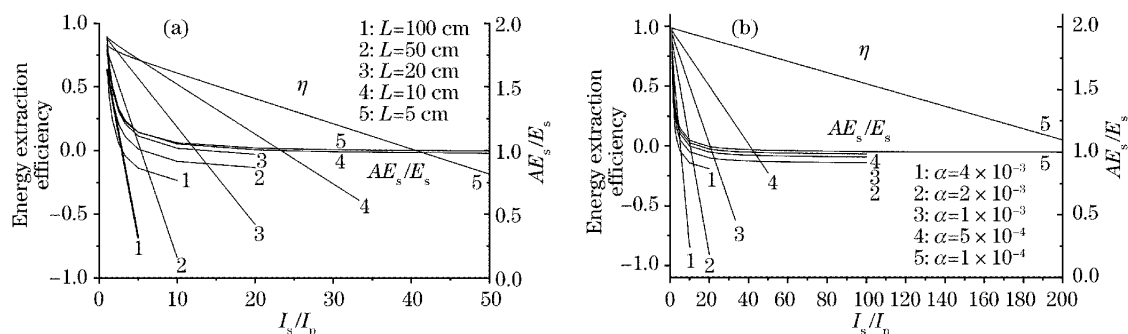 (a)
1: L=100 cm
2: L=50 cm
3: L=20 cm
4: L=10 cm
5: L=5 cm
η
AEs/Es
5
3
4
2
1
5
4
3
2
1
Energy extraction
efficiency
1.0
0.5
0.0
−0.5
−1.0
2.0
1.5
1.0
0.5
0.0
AEs/Es
0
10
20
30
40
50
Is/Ip
(b)
η
5
AEs/Es
4
3
2
5
1
4
3
1
2
1: α=4 × 10⁻³
2: α=2 × 10⁻³
3: α=1 × 10⁻³
4: α=5 × 10⁻⁴
5: α=1 × 10⁻⁴
Energy extraction
efficiency
1.0
0.5
0.0
−0.5
−1.0
2.0
1.5
1.0
0.5
0.0
AEs/Es
0 20 40 60 80 100 120 140 160 180 200
Is/Ip